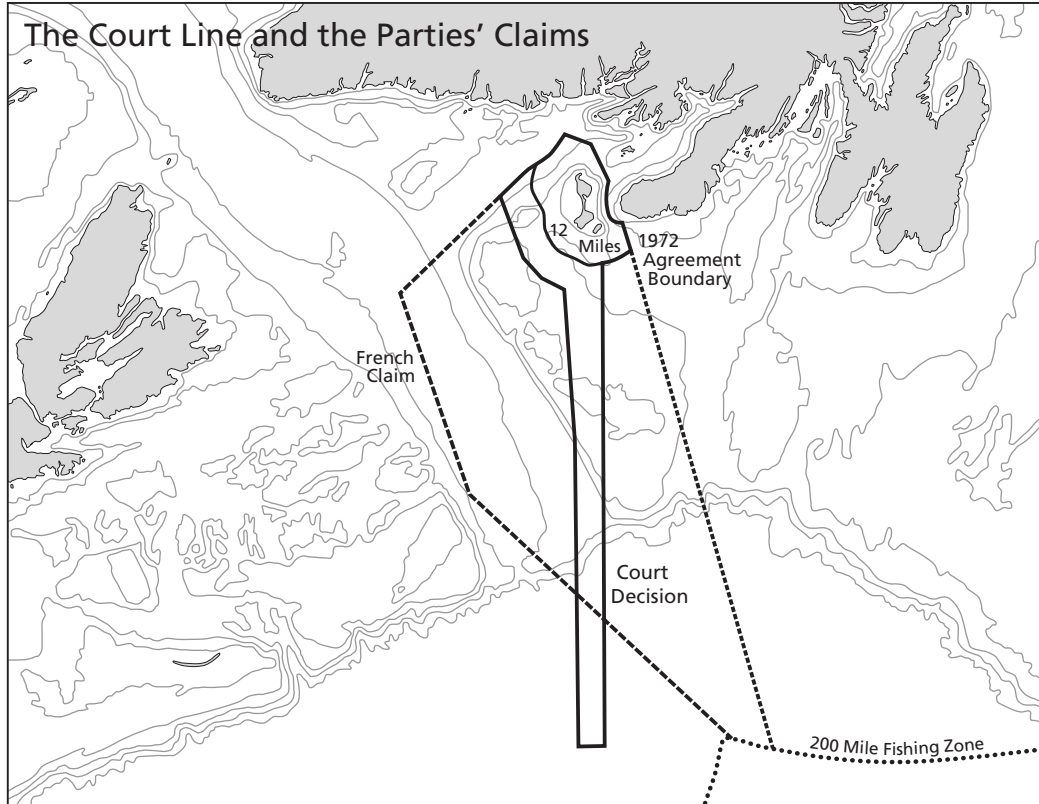 The Court Line and the Parties’ Claims
12
Miles
1972
Agreement
Boundary
French
Claim
Court
Decision
200 Mile Fishing Zone